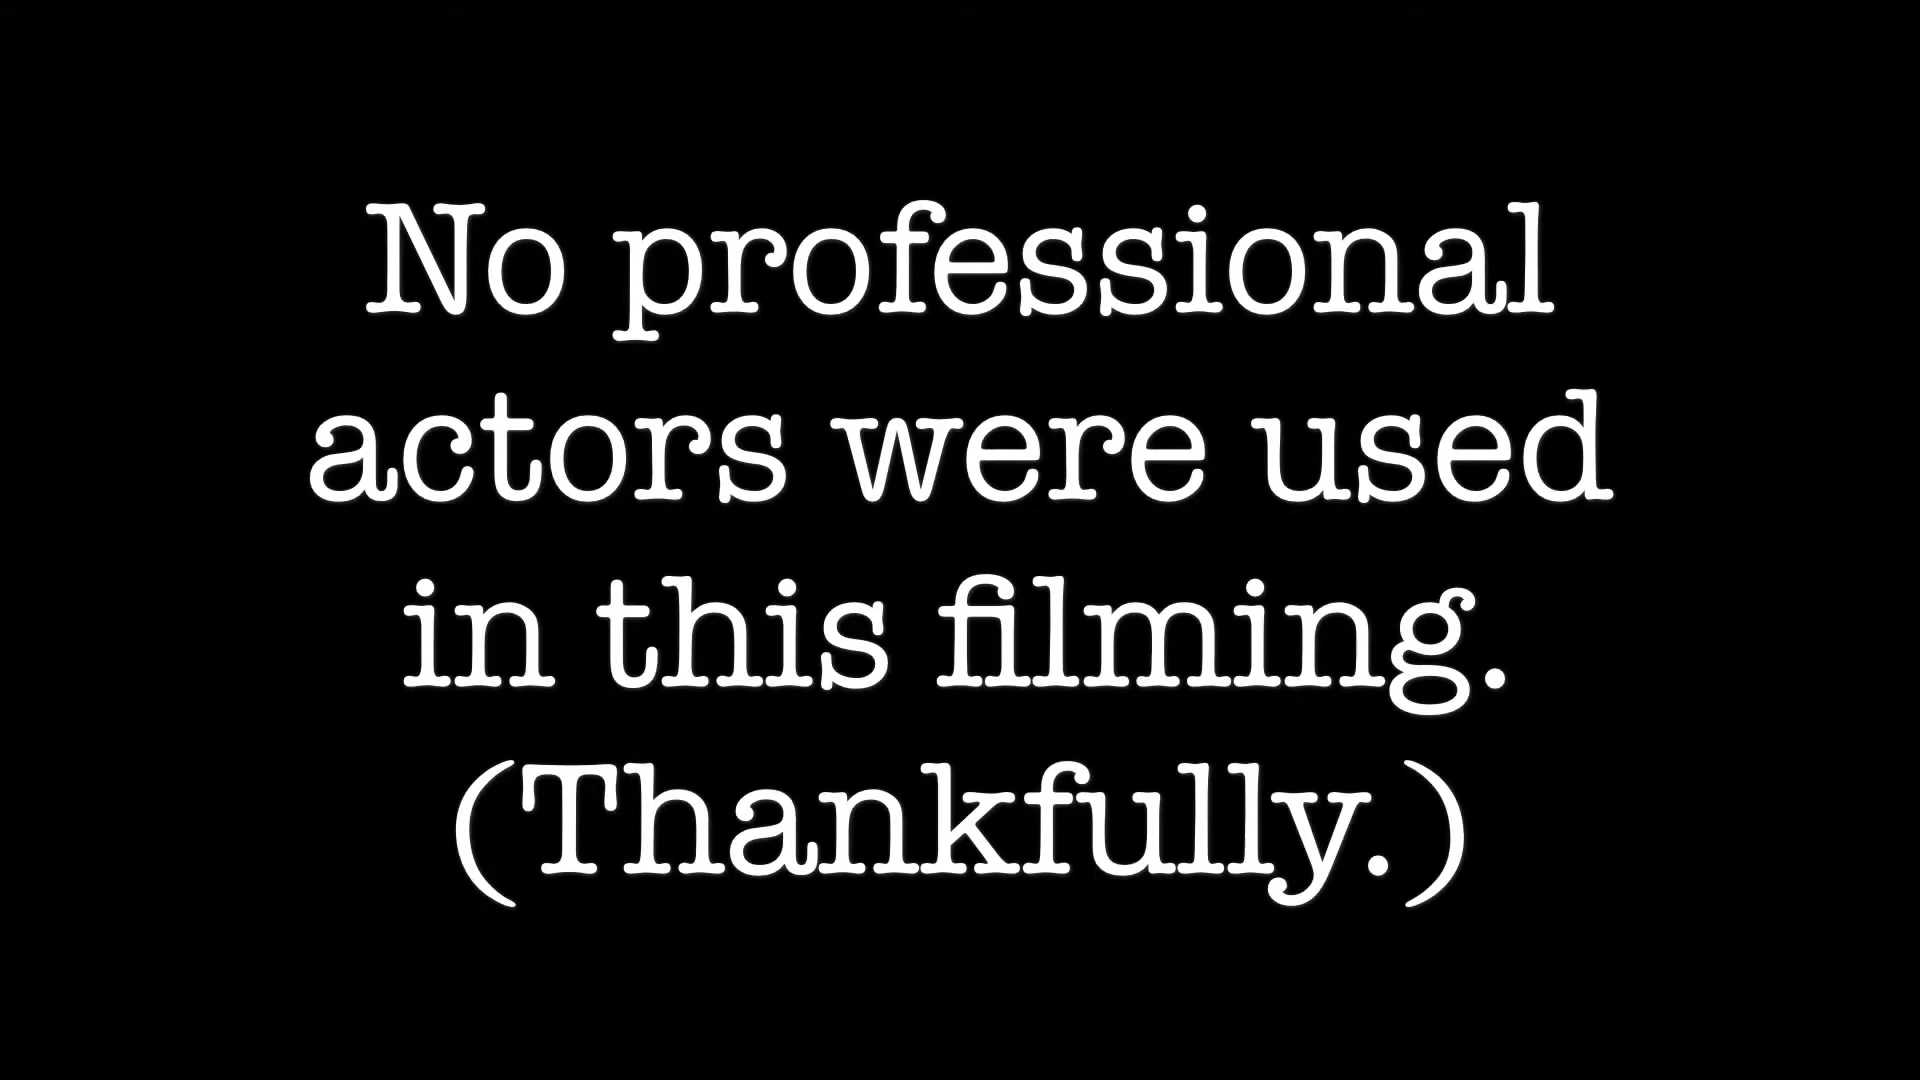 No professional
actors were used
in this filming.
(Thankfully.)